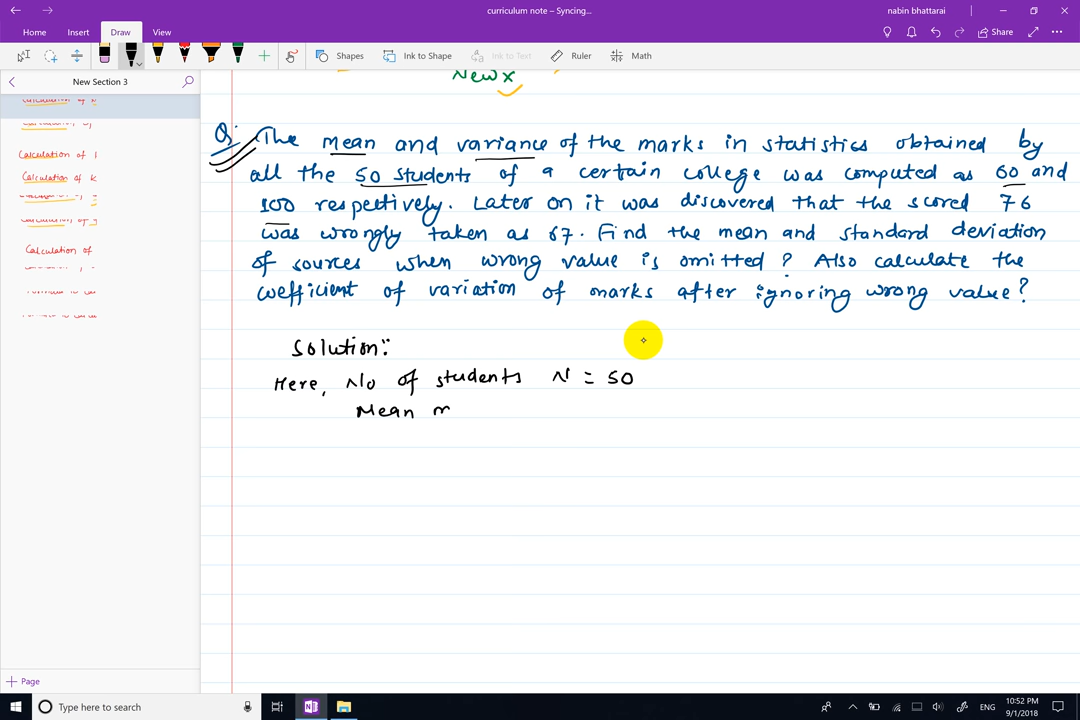 curriculum note – Syncing...
nabin bhattarai
Home Insert Draw View
Share
Shapes Ink to Shape Ink to Text Ruler Math
New Section 3
New x
Calculation of
Calculation of
Calculation of
Calculation of
Q: The mean and variance of the marks in statistics obtained by
all the 50 students of a certain college was computed as 60 and
100 respectively. Later on it was discovered that the scored 76
was wrongly taken as 67. Find the mean and standard deviation
of sources when wrong value is omitted? Also calculate the
coefficient of variation of marks after ignoring wrong value?
Solution:
Here, No of students N = 50
Mean m
Page
Type here to search
ENG
10:52 PM
9/1/2018